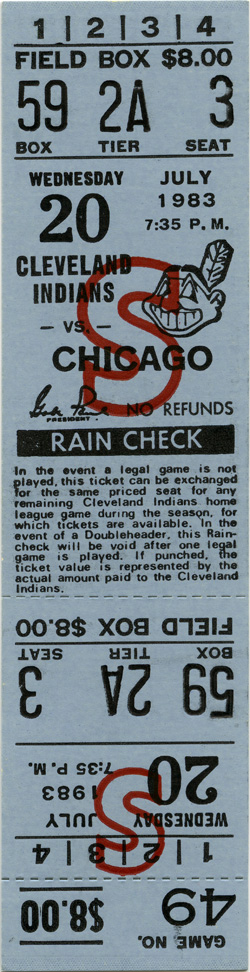 1 | 2 | 3 | 4
FIELD BOX $8.00
59 2A 3
BOX TIER SEAT
WEDNESDAY JULY
20 1983
7:35 P. M.
CLEVELAND
INDIANS
— VS. —
CHICAGO
S
PRESIDENT NO REFUNDS
RAIN CHECK
In the event a legal game is not
played, this ticket can be exchanged
for the same priced seat for any
remaining Cleveland Indians home
league game during the season, for
which tickets are available. In the
event of a Doubleheader, this Rain-
check will be void after one legal
game is played. If punched, the
ticket value is represented by the
actual amount paid to the Cleveland
Indians.
GAME NO. 49 $8.00
1 | 2 | 3 | 4
WEDNESDAY JULY
20 1983
7:35 P. M.
S
59 2A 3
BOX TIER SEAT
FIELD BOX $8.00